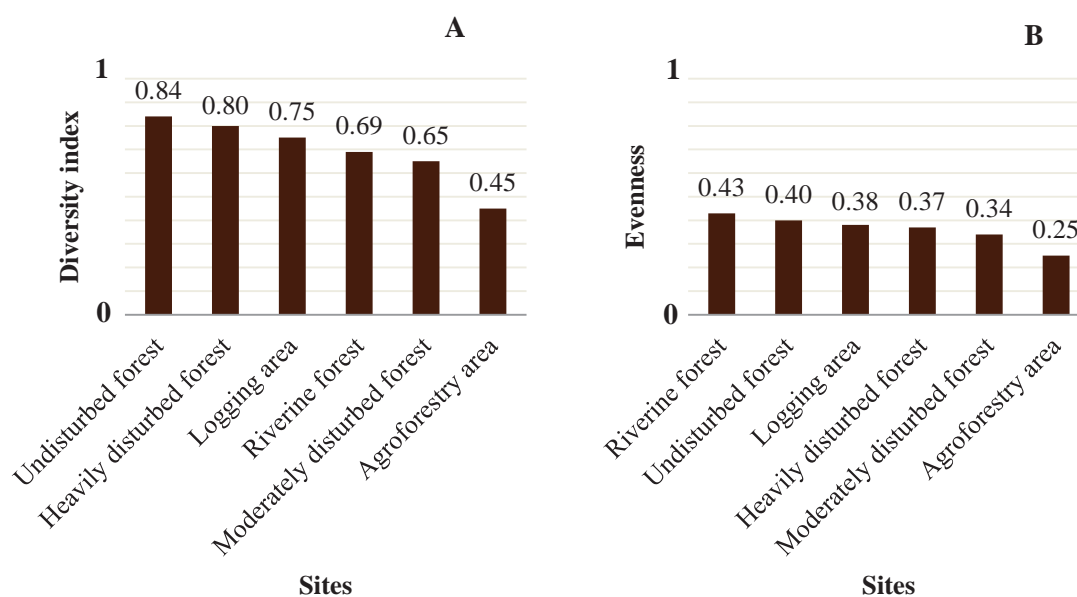 A
1
0.84
0.80
0.75
0.69
0.65
0.45
Diversity index
0
Undisturbed forest
Heavily disturbed forest
Logging area
Riverine forest
Moderately disturbed forest
Agroforestry area
Sites
B
1
0.43
0.40
0.38
0.37
0.34
0.25
Evenness
0
Riverine forest
Undisturbed forest
Logging area
Heavily disturbed forest
Moderately disturbed forest
Agroforestry area
Sites